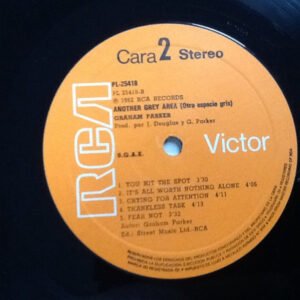 Cara 2 Stereo
PL-25418
PL 25418-B
℗ 1982 RCA RECORDS
ANOTHER GREY AREA (Otro espacio gris)
GRAHAM PARKER
Prod. por J. Douglas y G. Parker
S.G.A.E.
RCA
Victor
1 YOU HIT THE SPOT 3'30
2 IT'S ALL WORTH NOTHING ALONE 4'06
3 CRYING FOR ATTENTION 4'11
4 THANKLESS TASK 4'13
5 FEAR NOT 3'32
Autor: Graham Parker
Ed.: Street Music Ltd.-RCA